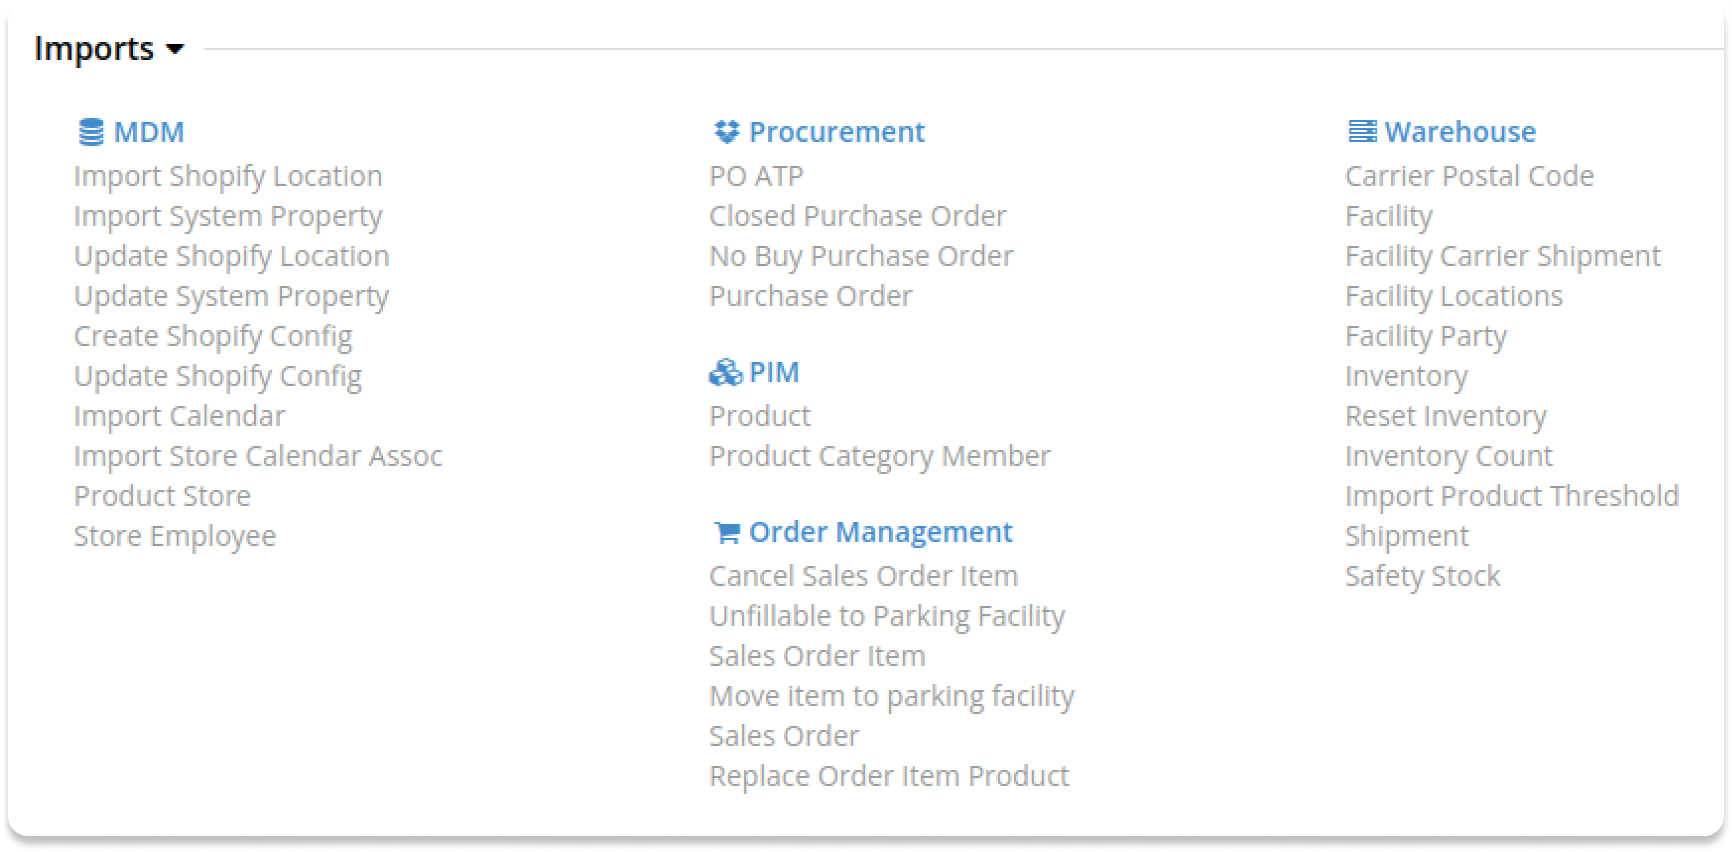 Imports
MDM
Import Shopify Location
Import System Property
Update Shopify Location
Update System Property
Create Shopify Config
Update Shopify Config
Import Calendar
Import Store Calendar Assoc
Product Store
Store Employee
Procurement
PO ATP
Closed Purchase Order
No Buy Purchase Order
Purchase Order
PIM
Product
Product Category Member
Order Management
Cancel Sales Order Item
Unfillable to Parking Facility
Sales Order Item
Move item to parking facility
Sales Order
Replace Order Item Product
Warehouse
Carrier Postal Code
Facility
Facility Carrier Shipment
Facility Locations
Facility Party
Inventory
Reset Inventory
Inventory Count
Import Product Threshold
Shipment
Safety Stock